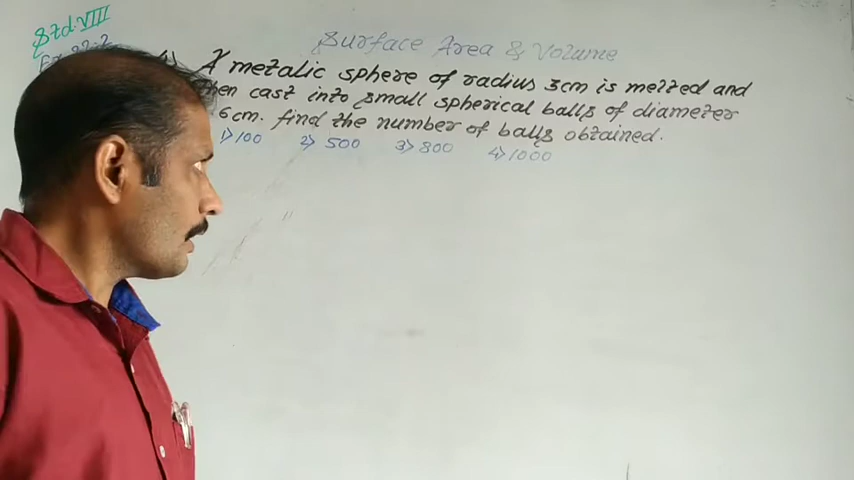 Std. VIII
Surface Area & Volume
A metalic sphere of radius 3cm is melted and
then cast into small spherical balls of diameter
6cm. find the number of balls obtained.
1> 100 2> 500 3> 800 4> 1000